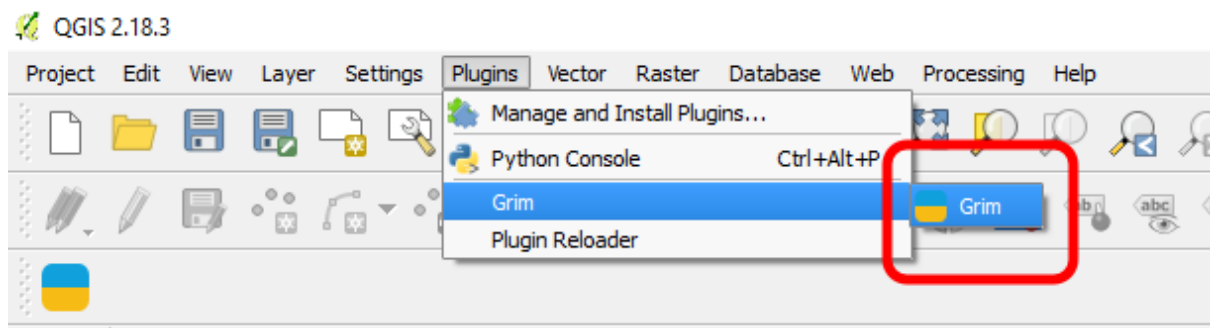 QGIS 2.18.3
Project Edit View Layer Settings Plugins Vector Raster Database Web Processing Help
Manage and Install Plugins...
Python Console Ctrl+Alt+P
Grim Grim
Plugin Reloader
abc